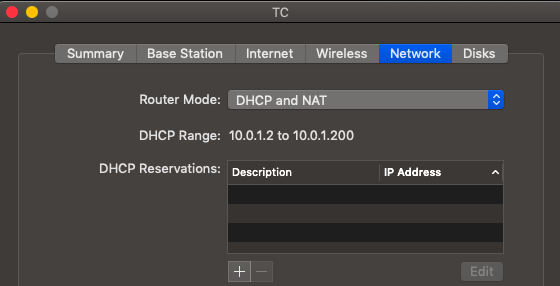 TC
Summary Base Station Internet Wireless Network Disks
Router Mode: DHCP and NAT
DHCP Range: 10.0.1.2 to 10.0.1.200
DHCP Reservations: Description IP Address
Edit